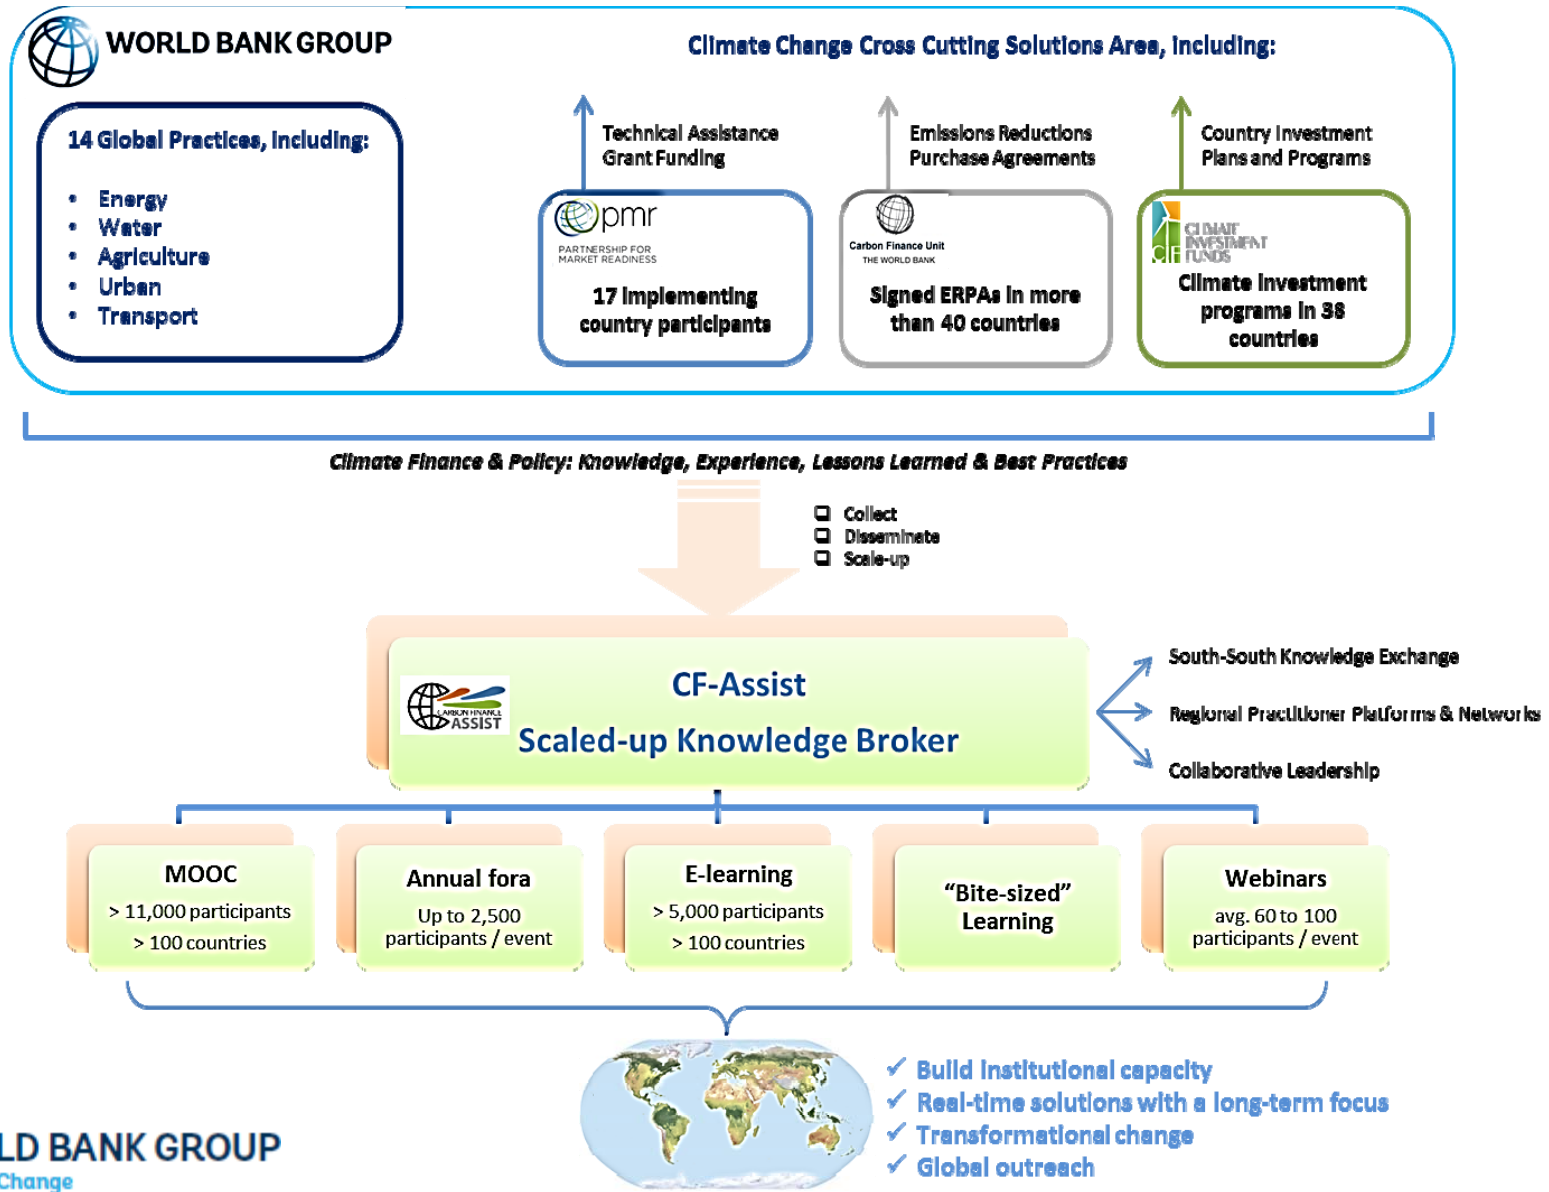 WORLD BANK GROUP
Climate Change Cross Cutting Solutions Area, Including:
14 Global Practices, Including:
• Energy
• Water
• Agriculture
• Urban
• Transport
Technical Assistance
Grant Funding
Emissions Reductions
Purchase Agreements
Country Investment
Plans and Programs
pmr
PARTNERSHIP FOR
MARKET READINESS
17 Implementing
country participants
Carbon Finance Unit
THE WORLD BANK
Signed ERPAs in more
than 40 countries
CIF
CLIMATE
INVESTMENT
FUNDS
Climate Investment
programs in 38
countries
Climate Finance & Policy: Knowledge, Experience, Lessons Learned & Best Practices
❑ Collect
❑ Disseminate
❑ Scale-up
CARBON FINANCE
ASSIST
CF-Assist
Scaled-up Knowledge Broker
South-South Knowledge Exchange
Regional Practitioner Platforms & Networks
Collaborative Leadership
MOOC
> 11,000 participants
> 100 countries
Annual fora
Up to 2,500
participants / event
E-learning
> 5,000 participants
> 100 countries
“Bite-sized”
Learning
Webinars
avg. 60 to 100
participants / event
✓ Build Institutional capacity
✓ Real-time solutions with a long-term focus
✓ Transformational change
✓ Global outreach
LD BANK GROUP
Change